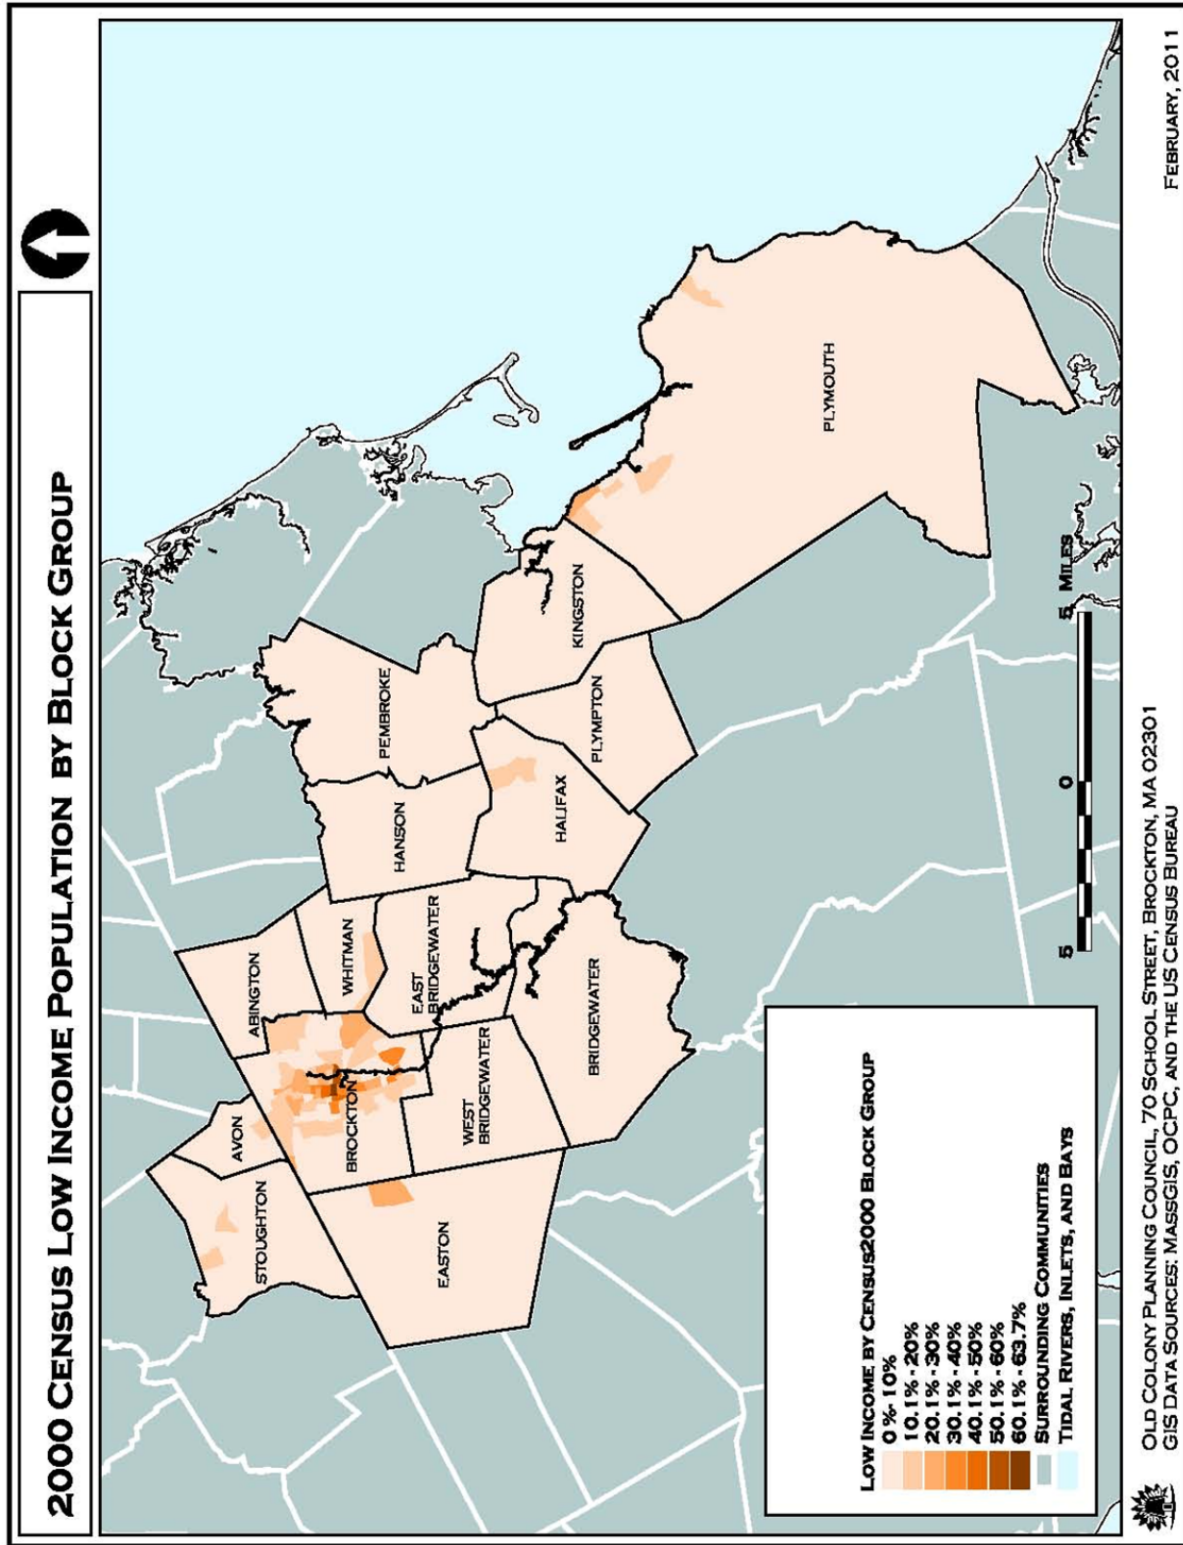 2000 CENSUS LOW INCOME POPULATION BY BLOCK GROUP
STOUGHTON
AVON
ABINGTON
BROCKTON
WHITMAN
EASTON
WEST
BRIDGEWATER
EAST
BRIDGEWATER
BRIDGEWATER
HANSON
PEMBROKE
HALIFAX
PLYMPTON
KINGSTON
PLYMOUTH
LOW INCOME BY CENSUS2000 BLOCK GROUP
0 %- 10%
10.1% - 20%
20.1% - 30%
30.1% - 40%
40.1% - 50%
50.1% - 60%
60.1% - 63.7%
SURROUNDING COMMUNITIES
TIDAL RIVERS, INLETS, AND BAYS
5 0 5 MILES
OLD COLONY PLANNING COUNCIL, 70 SCHOOL STREET, BROCKTON, MA 02301
GIS DATA SOURCES: MASSGIS, OCPC, AND THE US CENSUS BUREAU
FEBRUARY, 2011